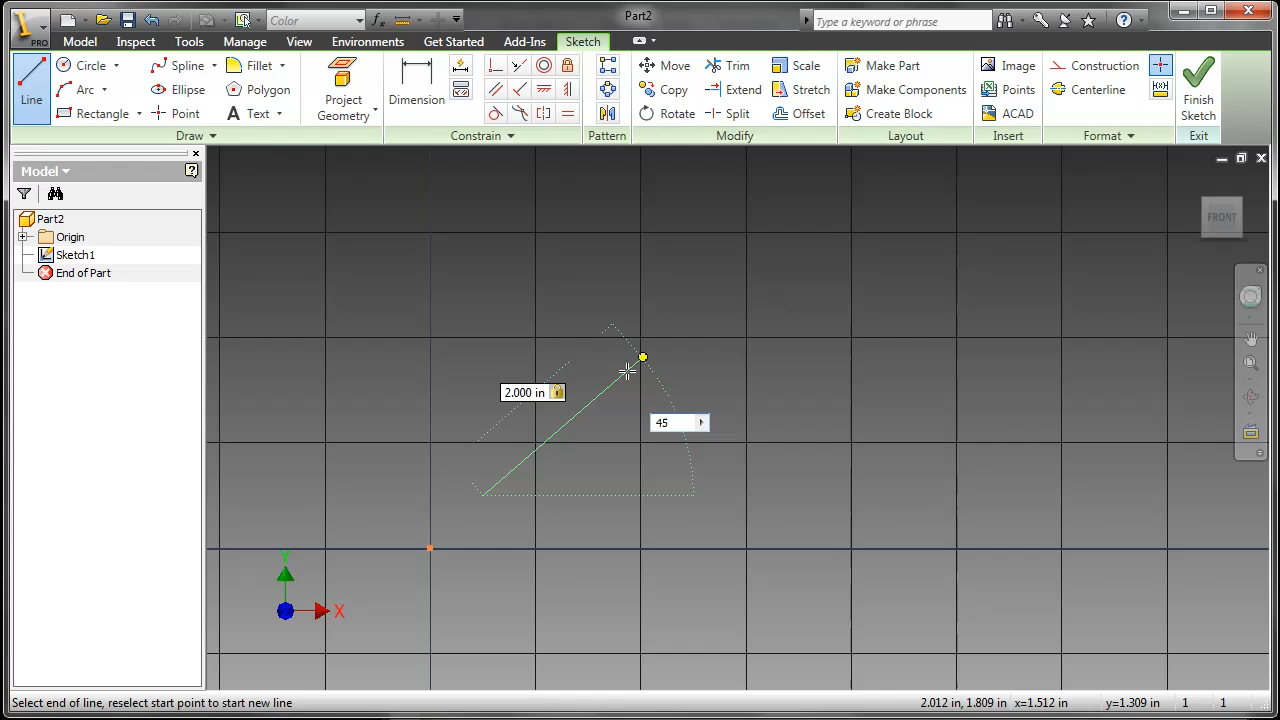 Color
fx
Part2
Type a keyword or phrase
PRO
Model Inspect Tools Manage View Environments Get Started Add-Ins Sketch
Line
Circle
Arc
Rectangle
Spline
Ellipse
Point
Fillet
Polygon
Text
Project Geometry
Dimension
Move
Copy
Rotate
Trim
Extend
Split
Scale
Stretch
Offset
Make Part
Make Components
Create Block
Image
Points
ACAD
Construction
Centerline
Finish Sketch
Draw
Constrain
Pattern
Modify
Layout
Insert
Format
Exit
Model
Part2
Origin
Sketch1
End of Part
FRONT
2.000 in
45
Y
X
Select end of line, reselect start point to start new line
2.012 in, 1.809 in x=1.512 in y=1.309 in 1 1